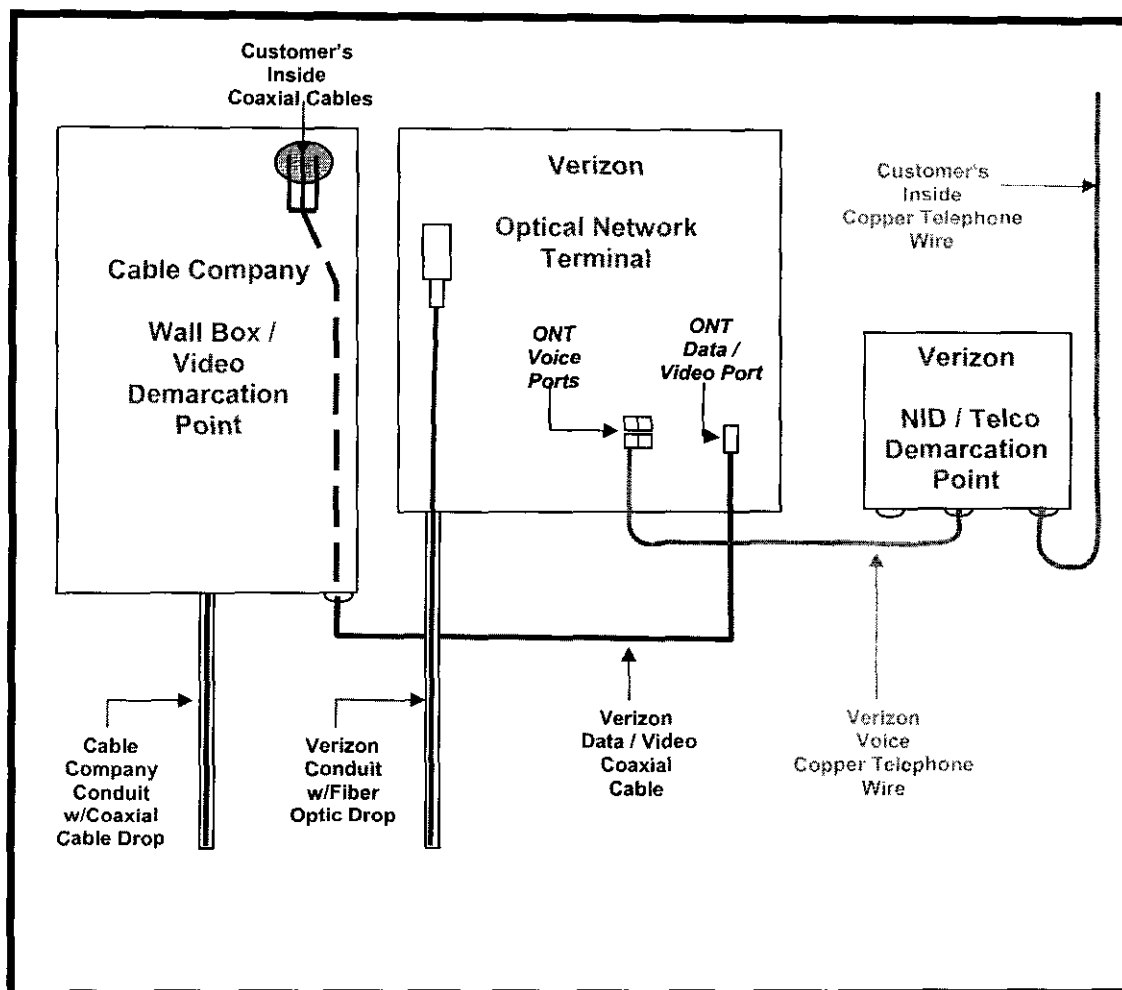 Customer's
Inside
Coaxial Cables
Cable Company
Wall Box /
Video
Demarcation
Point
Verizon
Optical Network
Terminal
ONT
Voice
Ports
ONT
Data /
Video Port
Customer's
Inside
Copper Telephone
Wire
Verizon
NID / Telco
Demarcation
Point
Cable
Company
Conduit
w/Coaxial
Cable Drop
Verizon
Conduit
w/Fiber
Optic Drop
Verizon
Data / Video
Coaxial
Cable
Verizon
Voice
Copper Telephone
Wire